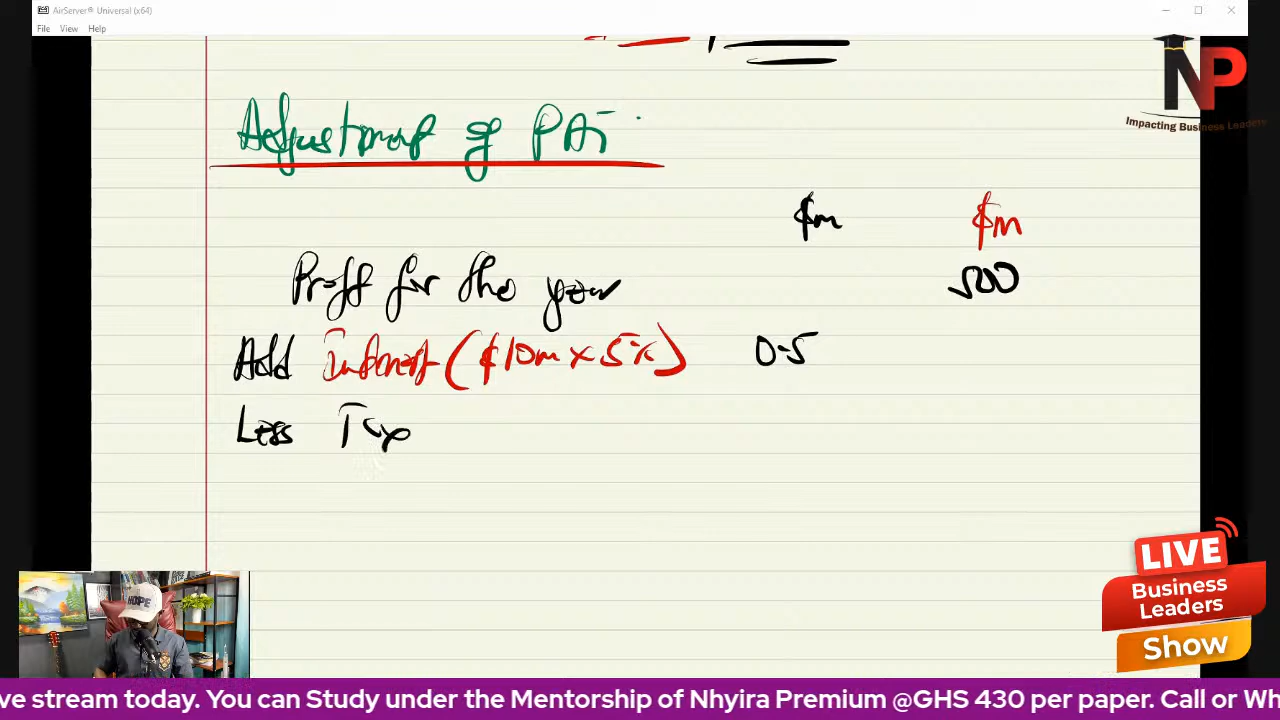 AirServer® Universal (x64)
File View Help
NP
Impacting Business Leaders
Adjustment of PAT
$m $m
Profit for the year 500
Add Interest ($10m x 5%) 0.5
Less Tax
HOPE
LIVE
Business
Leaders
Show
ve stream today. You can Study under the Mentorship of Nhyira Premium @GHS 430 per paper. Call or Wh